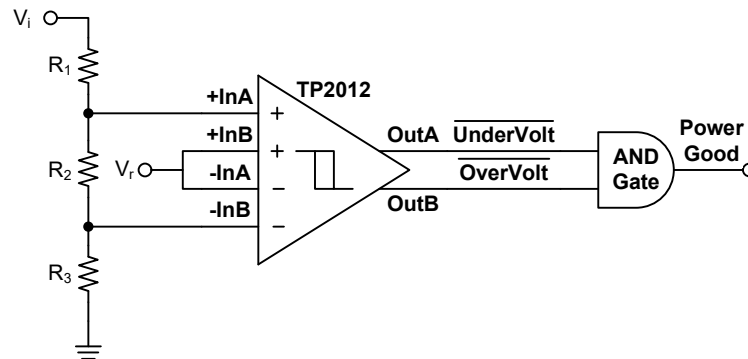 Vi
R1
TP2012
+InA
+InB
OutA
UnderVolt
Power
Good
R2
Vr
-InA
AND
Gate
OverVolt
-InB
OutB
R3